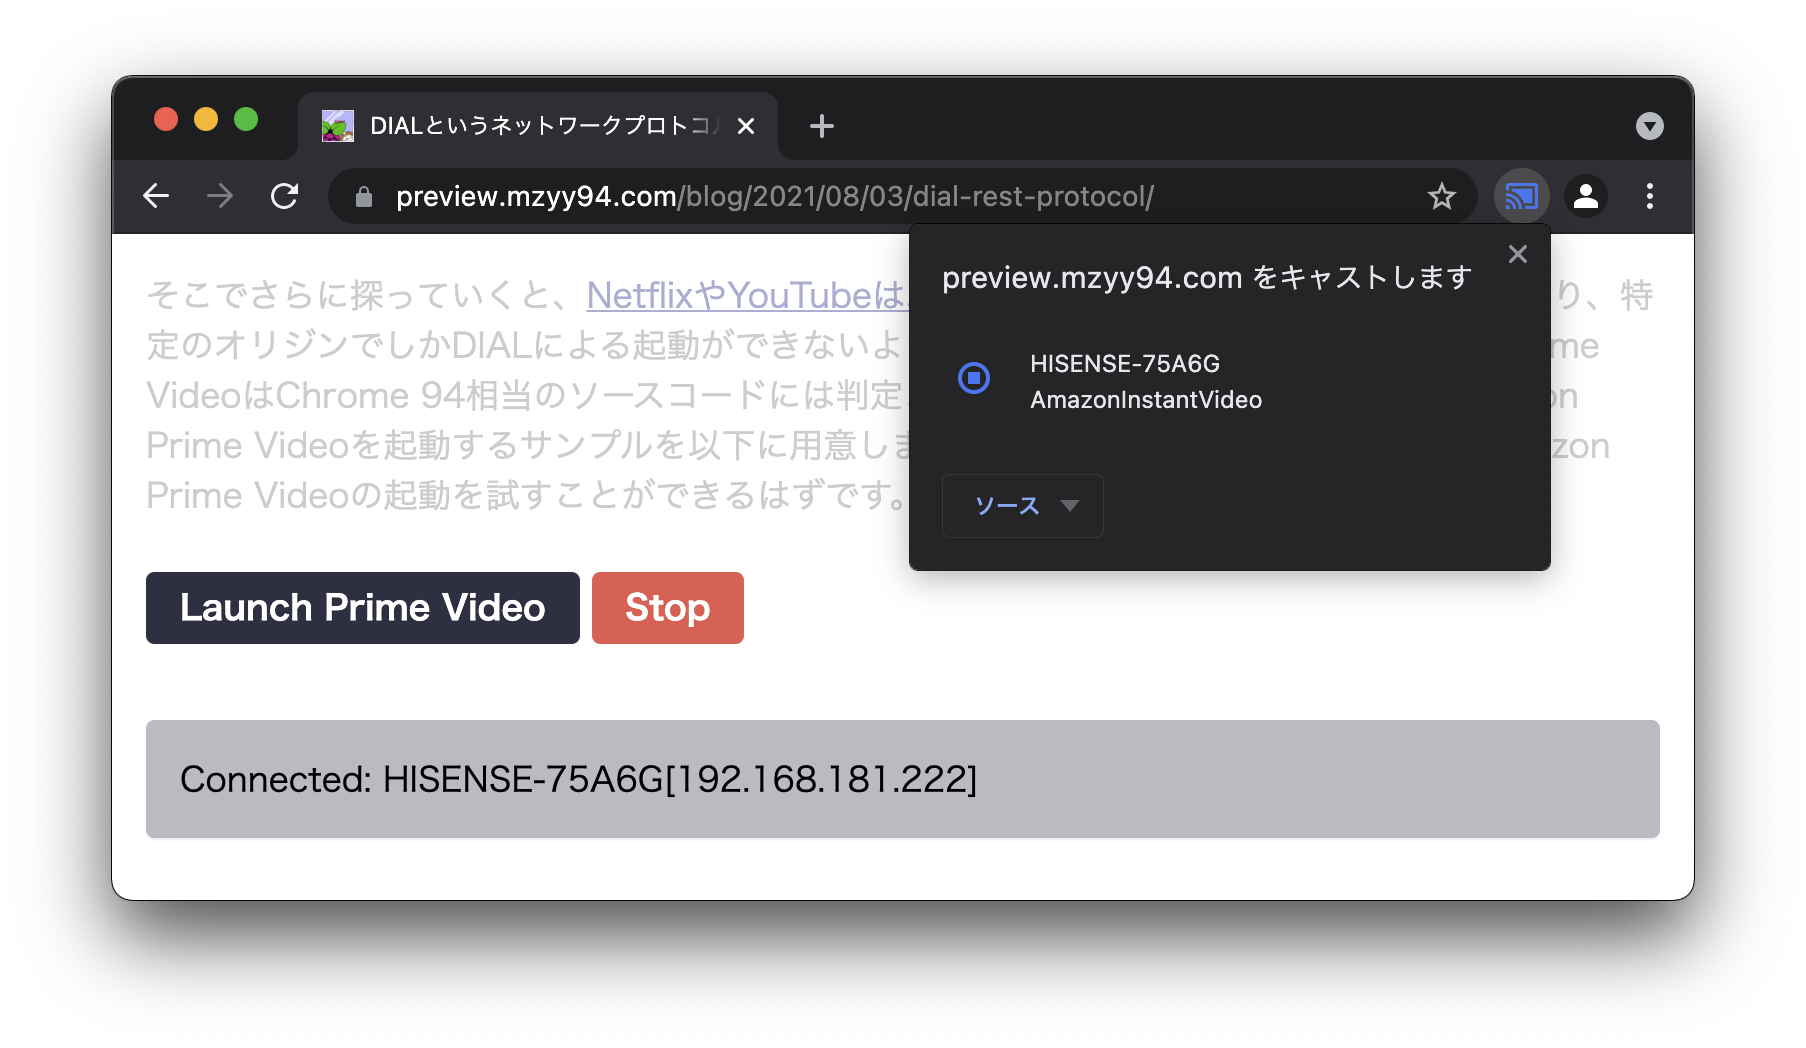 DIALというネットワークプロトコ
preview.mzyy94.com/blog/2021/08/03/dial-rest-protocol/
preview.mzyy94.com をキャストします
HISENSE-75A6G
AmazonInstantVideo
ソース
そこでさらに探っていくと、NetflixやYouTubeは り、特
定のオリジンでしかDIALによる起動ができないよ me
VideoはChrome 94相当のソースコードには判定 on
Prime Videoを起動するサンプルを以下に用意しま zon
Prime Videoの起動を試すことができるはずです。
Launch Prime Video Stop
Connected: HISENSE-75A6G[192.168.181.222]